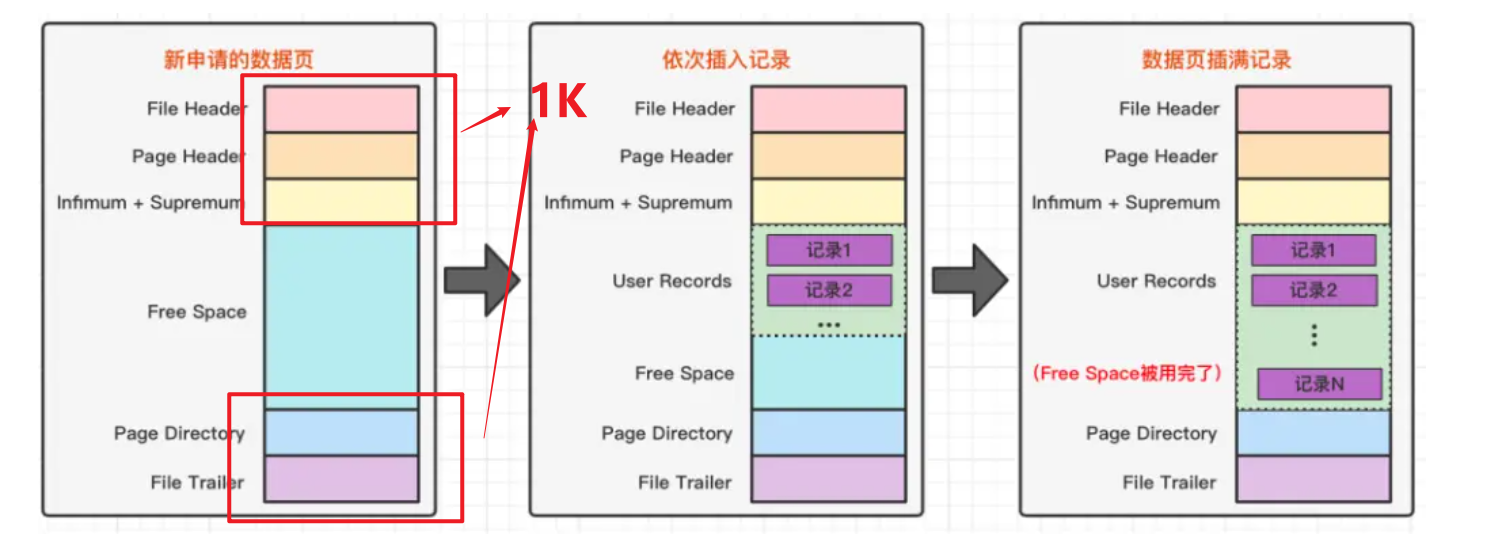 新申请的数据页
File Header
Page Header
Infimum + Supremum
Free Space
Page Directory
File Trailer
1K
依次插入记录
File Header
Page Header
Infimum + Supremum
记录1
User Records
记录2
...
Free Space
Page Directory
File Trailer
数据页插满记录
File Header
Page Header
Infimum + Supremum
记录1
User Records
记录2
⋮
(Free Space被用完了)
记录N
Page Directory
File Trailer